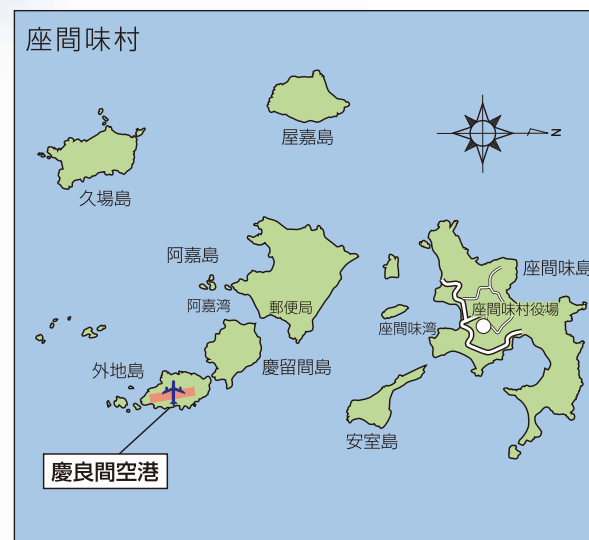 座間味村
屋嘉島
N
久場島
阿嘉島
座間味島
阿嘉湾
郵便局
座間味村役場
座間味湾
外地島
慶留間島
安室島
慶良間空港